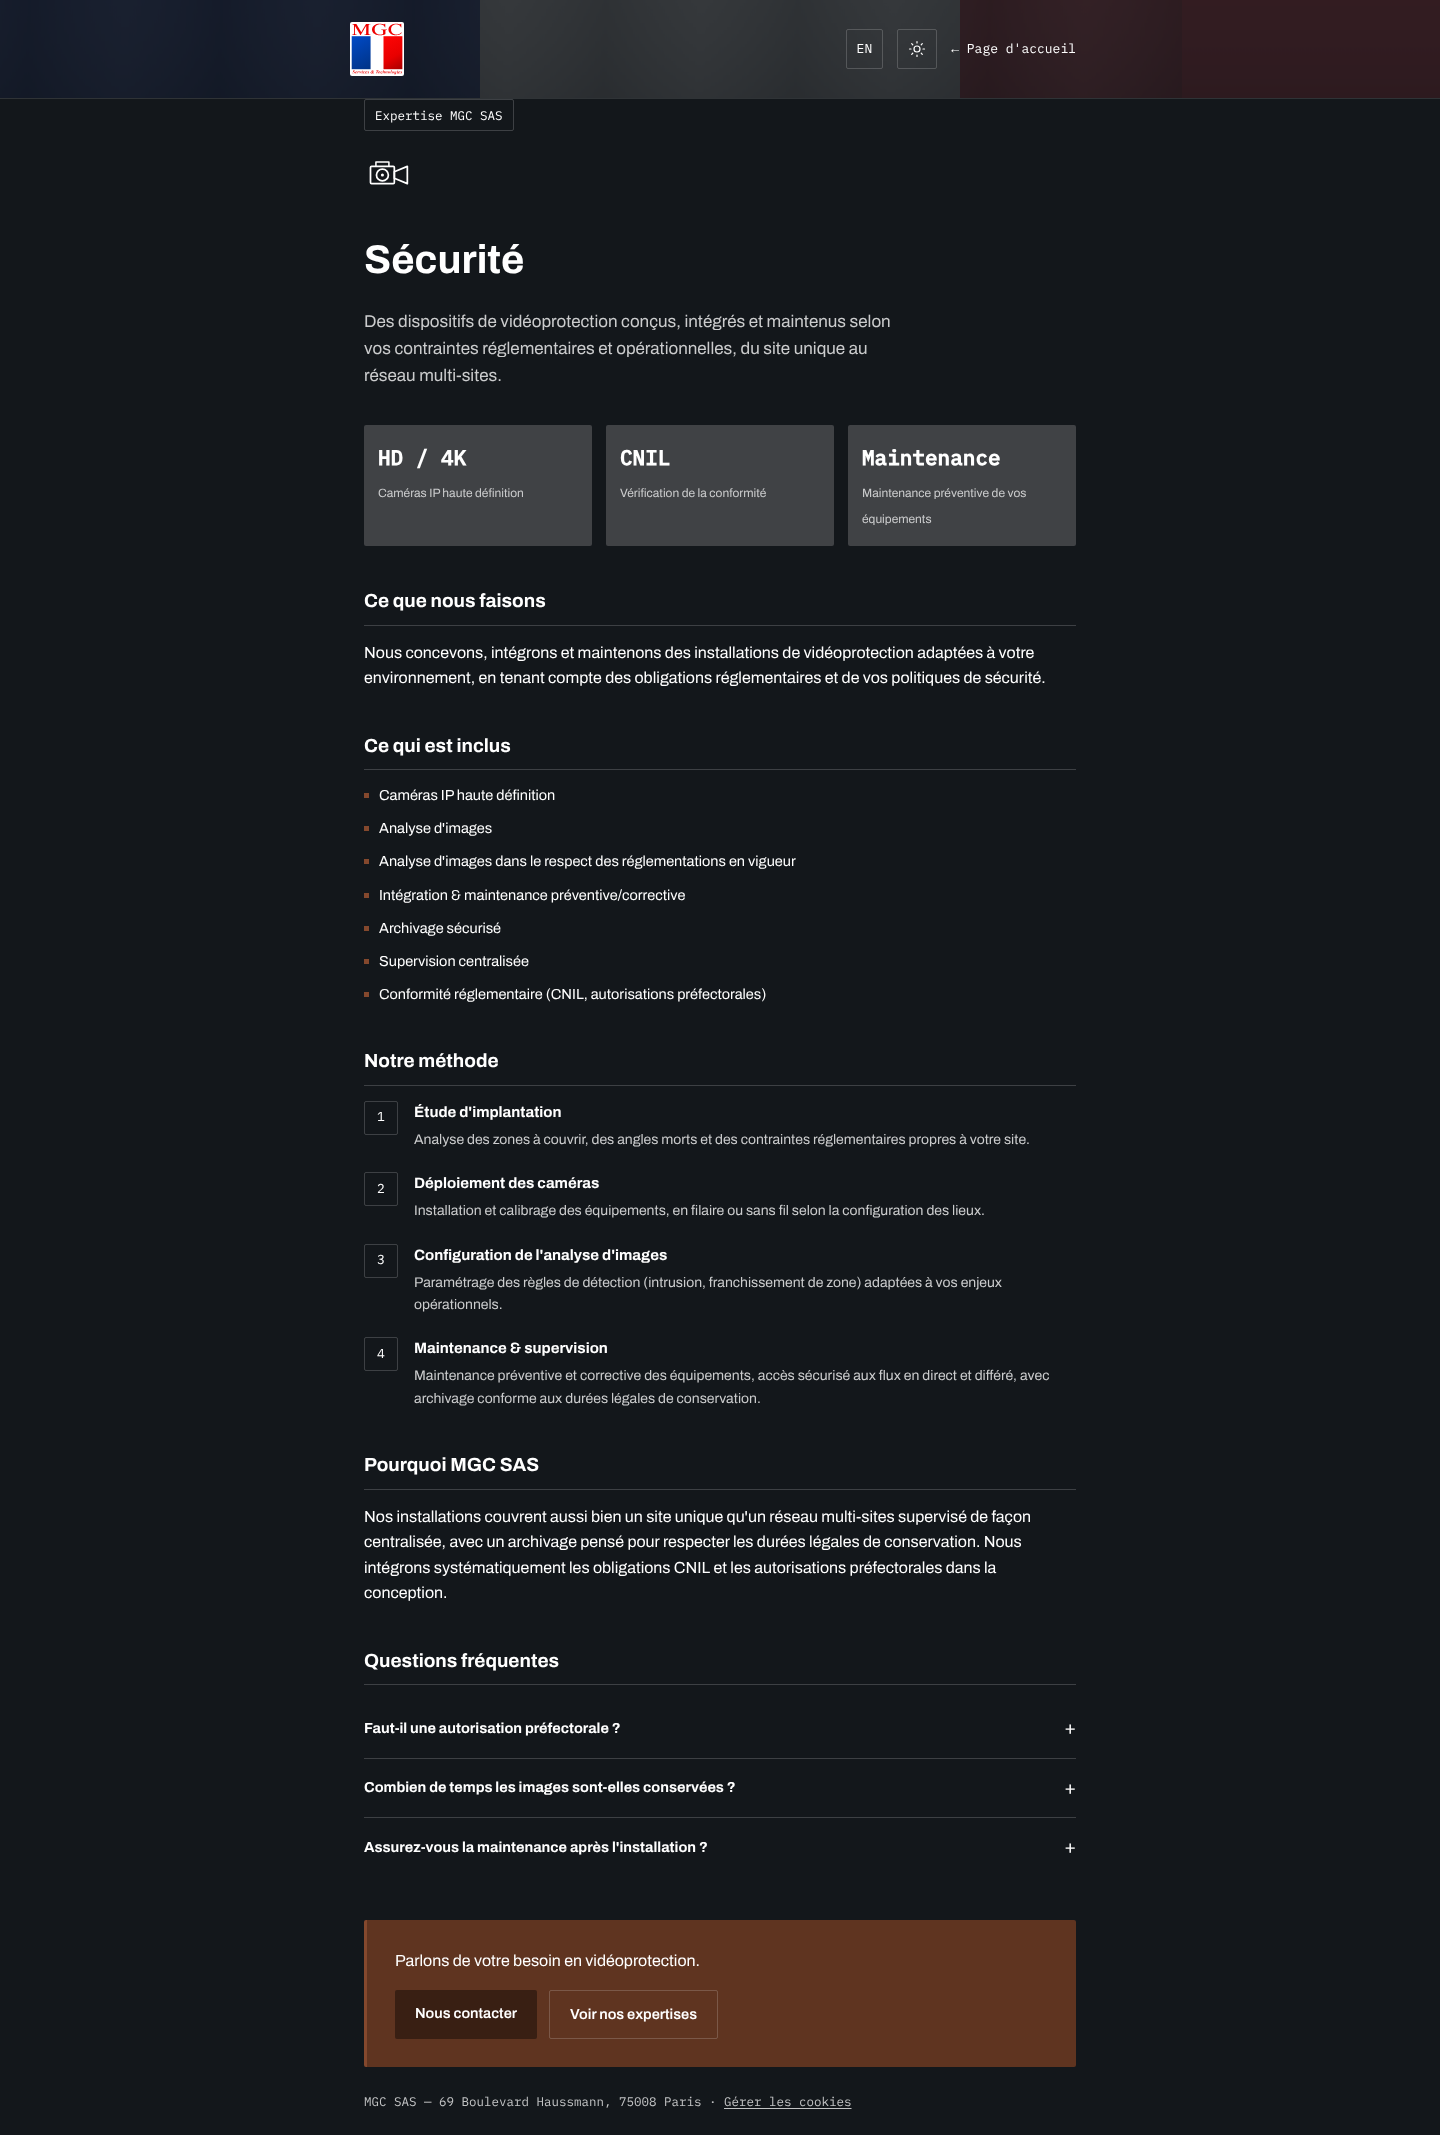 MGC
Services & Technologies
EN
← Page d'accueil
Expertise MGC SAS
Sécurité
Des dispositifs de vidéoprotection conçus, intégrés et maintenus selon
vos contraintes réglementaires et opérationnelles, du site unique au
réseau multi-sites.
HD / 4K
Caméras IP haute définition
CNIL
Vérification de la conformité
Maintenance
Maintenance préventive de vos
équipements
Ce que nous faisons
Nous concevons, intégrons et maintenons des installations de vidéoprotection adaptées à votre
environnement, en tenant compte des obligations réglementaires et de vos politiques de sécurité.
Ce qui est inclus
Caméras IP haute définition
Analyse d'images
Analyse d'images dans le respect des réglementations en vigueur
Intégration & maintenance préventive/corrective
Archivage sécurisé
Supervision centralisée
Conformité réglementaire (CNIL, autorisations préfectorales)
Notre méthode
1
Étude d'implantation
Analyse des zones à couvrir, des angles morts et des contraintes réglementaires propres à votre site.
2
Déploiement des caméras
Installation et calibrage des équipements, en filaire ou sans fil selon la configuration des lieux.
3
Configuration de l'analyse d'images
Paramétrage des règles de détection (intrusion, franchissement de zone) adaptées à vos enjeux
opérationnels.
4
Maintenance & supervision
Maintenance préventive et corrective des équipements, accès sécurisé aux flux en direct et différé, avec
archivage conforme aux durées légales de conservation.
Pourquoi MGC SAS
Nos installations couvrent aussi bien un site unique qu'un réseau multi-sites supervisé de façon
centralisée, avec un archivage pensé pour respecter les durées légales de conservation. Nous
intégrons systématiquement les obligations CNIL et les autorisations préfectorales dans la
conception.
Questions fréquentes
Faut-il une autorisation préfectorale ?
+
Combien de temps les images sont-elles conservées ?
+
Assurez-vous la maintenance après l'installation ?
+
Parlons de votre besoin en vidéoprotection.
Nous contacter
Voir nos expertises
MGC SAS — 69 Boulevard Haussmann, 75008 Paris · Gérer les cookies